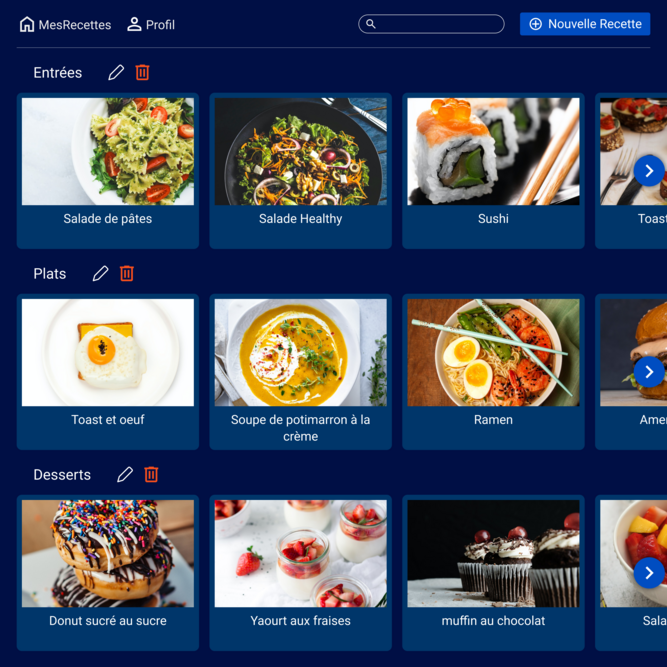 MesRecettes
Profil
Nouvelle Recette
Entrées
Salade de pâtes
Salade Healthy
Sushi
Toast
Plats
Toast et oeuf
Soupe de potimarron à la
crème
Ramen
Amer
Desserts
Donut sucré au sucre
Yaourt aux fraises
muffin au chocolat
Sala